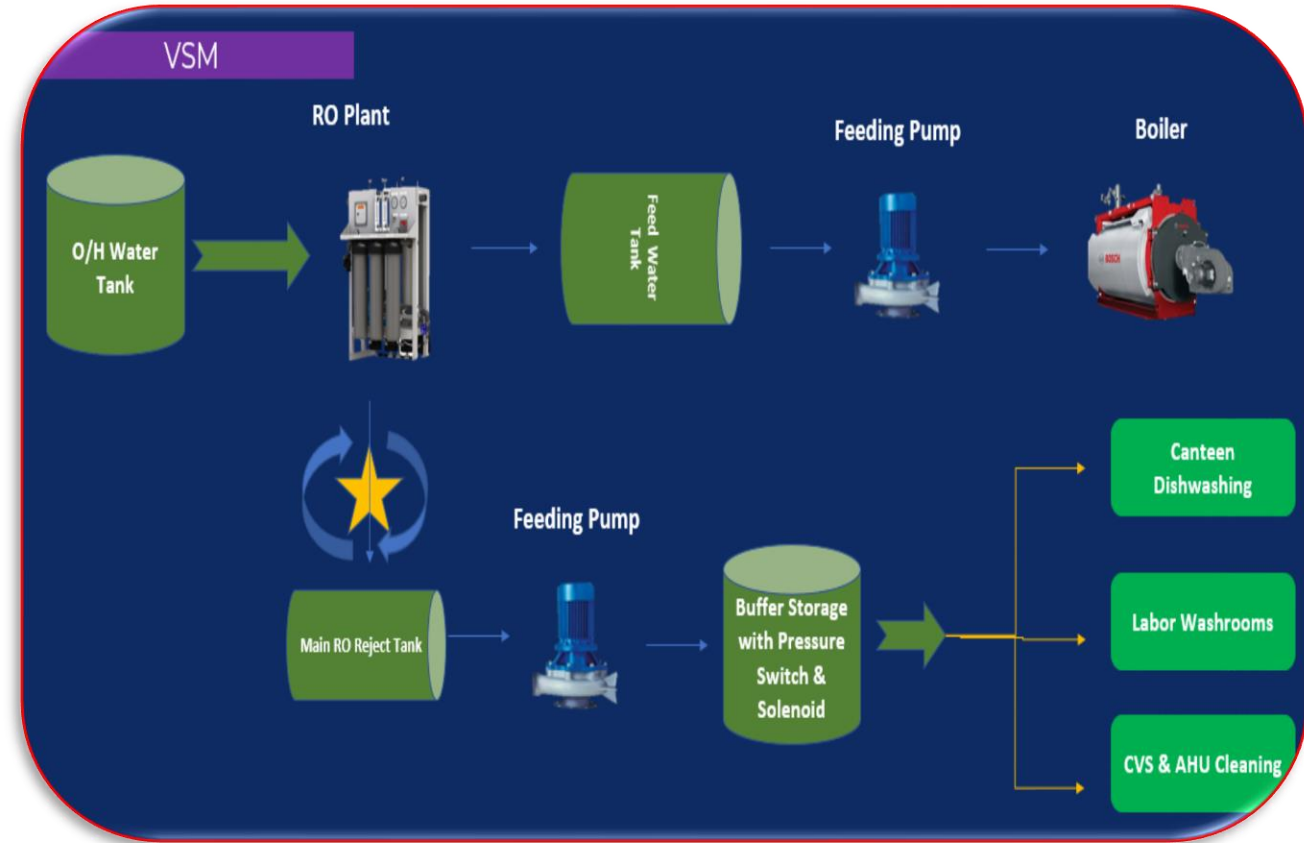 VSM
RO Plant
Feeding Pump
Boiler
O/H Water
Tank
Feed Water
Tank
BOSCH
Feeding Pump
Main RO Reject Tank
Buffer Storage
with Pressure
Switch &
Solenoid
Canteen
Dishwashing
Labor Washrooms
CVS & AHU Cleaning